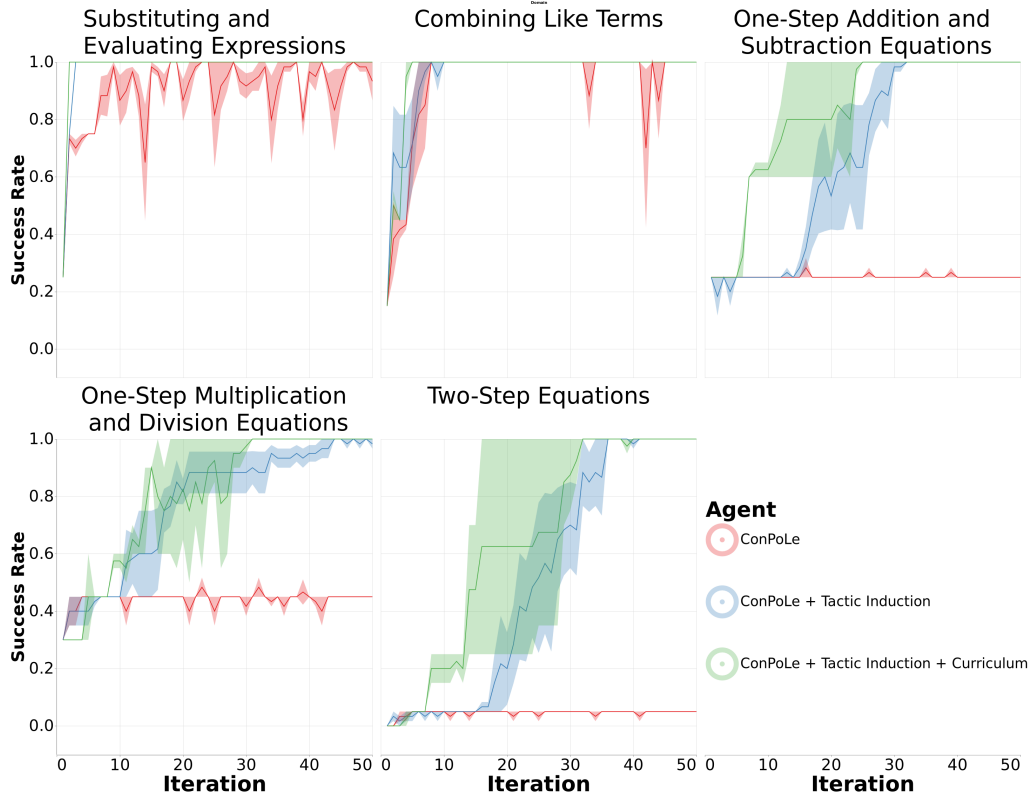 Domain
Substituting and
Evaluating Expressions
Combining Like Terms
One-Step Addition and
Subtraction Equations
Success Rate
1.0
0.8
0.6
0.4
0.2
0.0
One-Step Multiplication
and Division Equations
Two-Step Equations
Success Rate
1.0
0.8
0.6
0.4
0.2
0.0
Agent
ConPoLe
ConPoLe + Tactic Induction
ConPoLe + Tactic Induction + Curriculum
0 10 20 30 40 50
0 10 20 30 40 50
0 10 20 30 40 50
Iteration
Iteration
Iteration